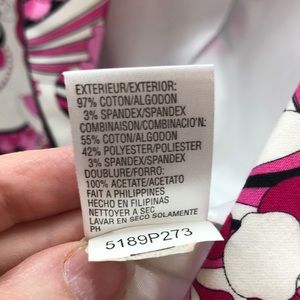 EXTERIEUR/EXTERIOR:
97% COTON/ALGODON
3% SPANDEX/SPANDEX
COMBINAISON/COMBINACIO'N:
55% COTON/ALGODON
42% POLYESTER/POLIESTER
3% SPANDEX/SPANDEX
DOUBLURE/FORRO:
100% ACETATE/ACETATO
FAIT A PHILIPPINES
HECHO EN FILIPINAS
NETTOYER A SEC
LAVAR EN SECO SOLAMENTE
PH
5189P273